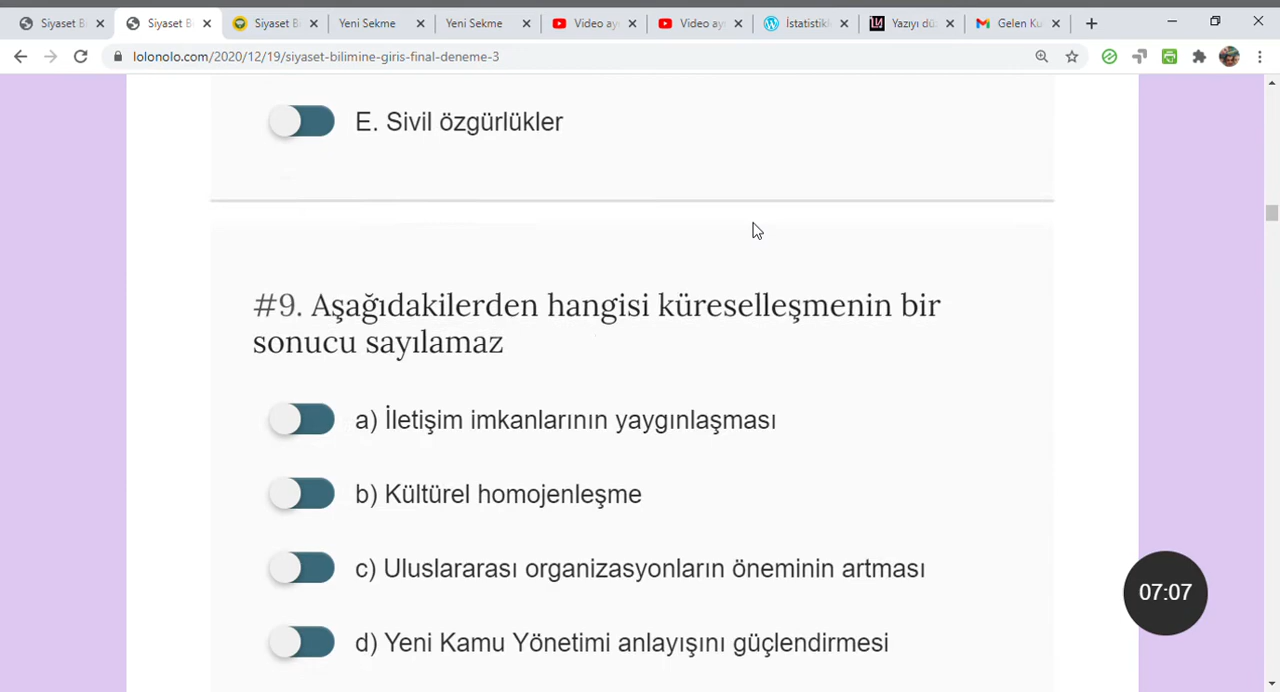 Siyaset B
Siyaset B
Siyaset B
Yeni Sekme
Yeni Sekme
Video ay
Video ay
İstatistik
Yazıyı dü
Gelen Ku
lolonolo.com/2020/12/19/siyaset-bilimine-giris-final-deneme-3
E. Sivil özgürlükler
#9. Aşağıdakilerden hangisi küreselleşmenin bir
sonucu sayılamaz
a) İletişim imkanlarının yaygınlaşması
b) Kültürel homojenleşme
c) Uluslararası organizasyonların öneminin artması
07:07
d) Yeni Kamu Yönetimi anlayışını güçlendirmesi